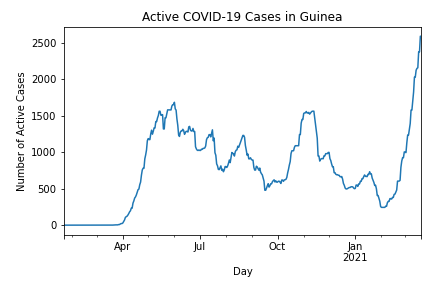 Active COVID-19 Cases in Guinea
Number of Active Cases
2500
2000
1500
1000
500
0
Apr
Jul
Oct
Jan
2021
Day